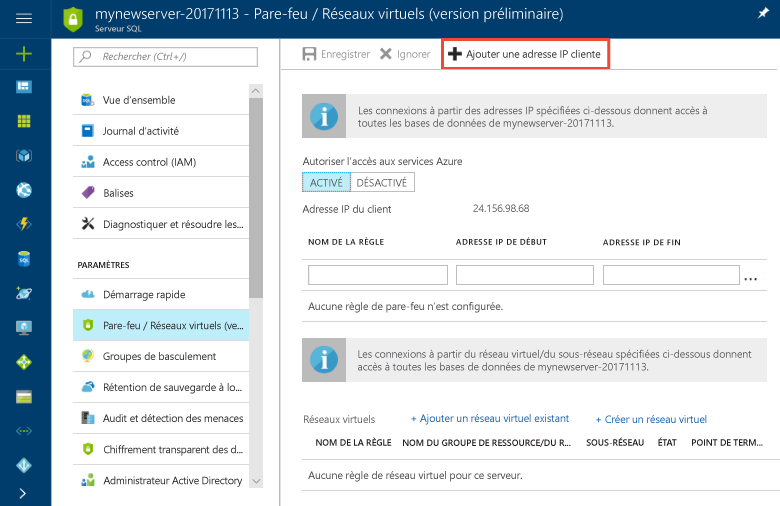 mynewserver-20171113 - Pare-feu / Réseaux virtuels (version préliminaire)
Serveur SQL
Rechercher (Ctrl+/)
Enregistrer
Ignorer
Ajouter une adresse IP cliente
Vue d'ensemble
Journal d'activité
Access control (IAM)
Balises
Diagnostiquer et résoudre les...
PARAMÈTRES
Démarrage rapide
Pare-feu / Réseaux virtuels (ve...
Groupes de basculement
Rétention de sauvegarde à lo...
Audit et détection des menaces
Chiffrement transparent des d...
Administrateur Active Directory
Les connexions à partir des adresses IP spécifiées ci-dessous donnent accès à
toutes les bases de données de mynewserver-20171113.
Autoriser l'accès aux services Azure
ACTIVÉ DÉSACTIVÉ
Adresse IP du client 24.156.98.68
NOM DE LA RÈGLE ADRESSE IP DE DÉBUT ADRESSE IP DE FIN
...
Aucune règle de pare-feu n'est configurée.
Les connexions à partir du réseau virtuel/du sous-réseau spécifiées ci-dessous donnent
accès à toutes les bases de données de mynewserver-20171113.
Réseaux virtuels + Ajouter un réseau virtuel existant + Créer un réseau virtuel
NOM DE LA RÈGLE NOM DU GROUPE DE RESSOURCE/DU R... SOUS-RÉSEAU ÉTAT POINT DE TERM...
Aucune règle de réseau virtuel pour ce serveur.